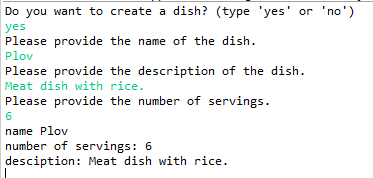 Do you want to create a dish? (type 'yes' or 'no')
yes
Please provide the name of the dish.
Plov
Please provide the description of the dish.
Meat dish with rice.
Please provide the number of servings.
6
name Plov
number of servings: 6
desciption: Meat dish with rice.